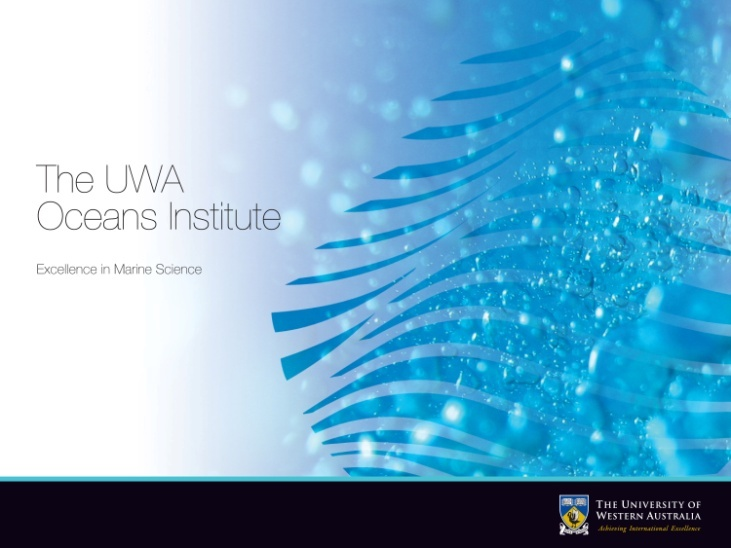 The UWA
Oceans Institute
Excellence in Marine Science
THE UNIVERSITY OF
WESTERN AUSTRALIA
Achieving International Excellence